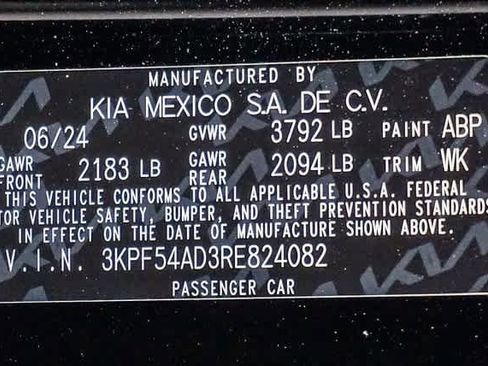 MANUFACTURED BY
KIA MEXICO S.A. DE C.V.
06/24 GVWR 3792 LB PAINT ABP
GAWR FRONT 2183 LB GAWR REAR 2094 LB TRIM WK
THIS VEHICLE CONFORMS TO ALL APPLICABLE U.S.A. FEDERAL
TOR VEHICLE SAFETY, BUMPER, AND THEFT PREVENTION STANDARDS
IN EFFECT ON THE DATE OF MANUFACTURE SHOWN ABOVE.
V.I.N. 3KPF54AD3RE824082
PASSENGER CAR